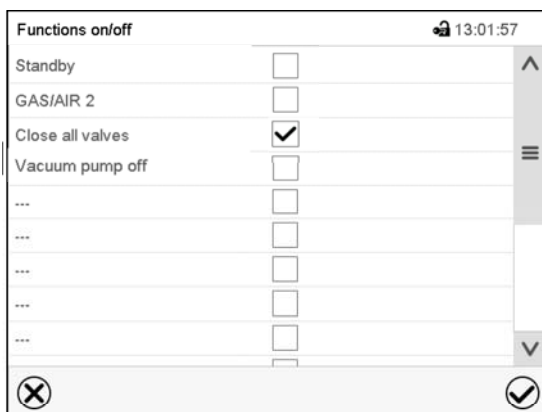 Functions on/off 13:01:57
Standby
GAS/AIR 2
Close all valves
Vacuum pump off
---
---
---
---
---